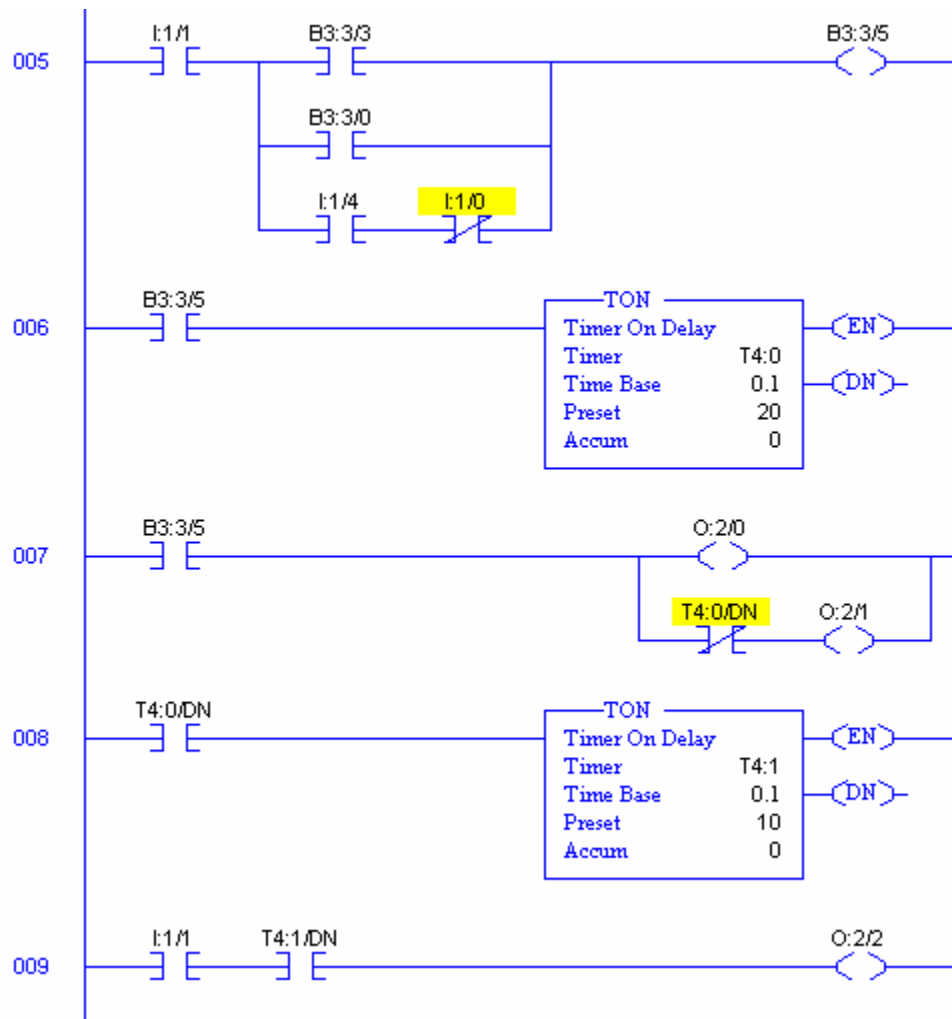 I:1/1 B3:3/3 B3:3/5
005
B3:3/0
I:1/4 I:1/0
B3:3/5
006
TON
Timer On Delay EN
Timer T4:0
Time Base 0.1 DN
Preset 20
Accum 0
B3:3/5 O:2/0
007
T4:0/DN O:2/1
T4:0/DN
008
TON
Timer On Delay EN
Timer T4:1
Time Base 0.1 DN
Preset 10
Accum 0
I:1/1 T4:1/DN O:2/2
009